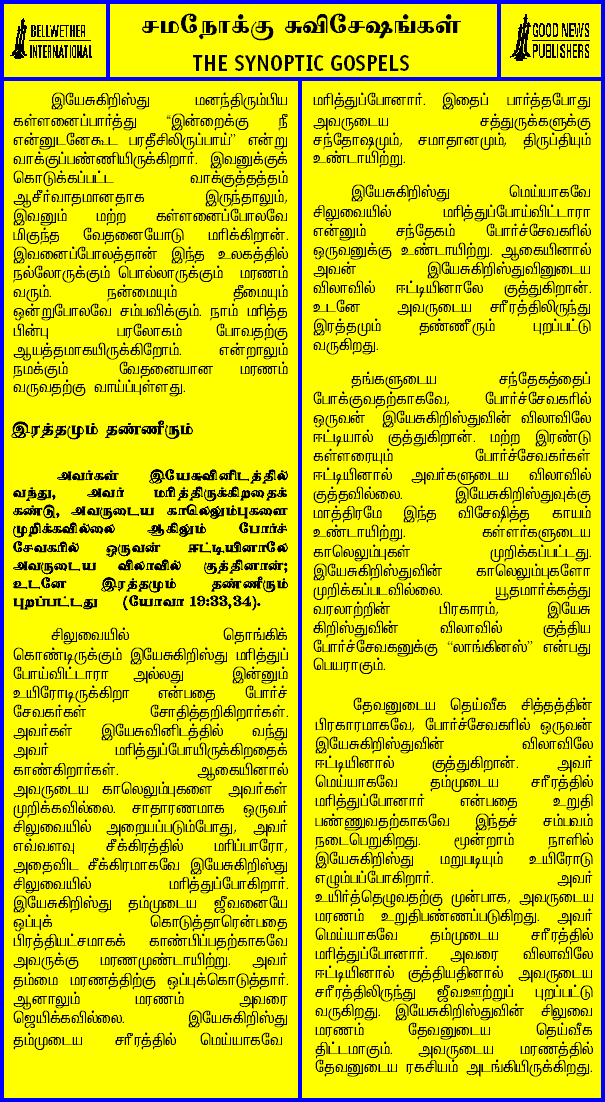 BELLWETHER
INTERNATIONAL
சமநோக்கு சுவிசேஷங்கள்
THE SYNOPTIC GOSPELS
GOOD NEWS
PUBLISHERS
இயேசுகிறிஸ்து மனந்திரும்பிய
கள்ளனைப்பார்த்து “இன்றைக்கு நீ
என்னுடனேகூட பரதீசிலிருப்பாய்” என்று
வாக்குப்பண்ணியிருக்கிறார். இவனுக்குக்
கொடுக்கப்பட்ட வாக்குத்தத்தம்
ஆசீர்வாதமானதாக இருந்தாலும்,
இவனும் மற்ற கள்ளனைப்போலவே
மிகுந்த வேதனையோடு மரிக்கிறான்.
இவனைப்போலத்தான் இந்த உலகத்தில்
நல்லோருக்கும் பொல்லாருக்கும் மரணம்
வரும். நன்மையும் தீமையும்
ஒன்றுபோலவே சம்பவிக்கும். நாம் மரித்த
பின்பு பரலோகம் போவதற்கு
ஆயத்தமாகயிருக்கிறோம். என்றாலும்
நமக்கும் வேதனையான மரணம்
வருவதற்கு வாய்ப்புள்ளது.
இரத்தமும் தண்ணீரும்
அவர்கள் இயேசுவினிடத்தில்
வந்து, அவர் மரித்திருக்கிறதைக்
கண்டு, அவருடைய காலெலும்புகளை
முறிக்கவில்லை ஆகிலும் போர்ச்
சேவகரில் ஒருவன் ஈட்டியினாலே
அவருடைய விலாவில் குத்தினான்;
உடனே இரத்தமும் தண்ணீரும்
புறப்பட்டது (யோவா 19:33,34).
சிலுவையில் தொங்கிக்
கொண்டிருக்கும் இயேசுகிறிஸ்து மரித்துப்
போய்விட்டாரா அல்லது இன்னும்
உயிரோடிருக்கிறா என்பதை போர்ச்
சேவகர்கள் சோதித்தறிகிறார்கள்.
அவர்கள் இயேசுவினிடத்தில் வந்து
அவர் மரித்துப்போயிருக்கிறதைக்
காண்கிறார்கள். ஆகையினால்
அவருடைய காலெலும்புகளை அவர்கள்
முறிக்கவில்லை. சாதாரணமாக ஒருவர்
சிலுவையில் அறையப்படும்போது, அவர்
எவ்வளவு சீக்கிரத்தில் மரிப்பாரோ,
அதைவிட சீக்கிரமாகவே இயேசுகிறிஸ்து
சிலுவையில் மரித்துப்போகிறார்.
இயேசுகிறிஸ்து தம்முடைய ஜீவனையே
ஒப்புக் கொடுத்தாரென்பதை
பிரத்தியட்சமாகக் காண்பிப்பதற்காகவே
அவருக்கு மரணமுண்டாயிற்று. அவர்
தம்மை மரணத்திற்கு ஒப்புக்கொடுத்தார்.
ஆனாலும் மரணம் அவரை
ஜெயிக்கவில்லை. இயேசுகிறிஸ்து
தம்முடைய சரீரத்தில் மெய்யாகவே
மரித்துப்போனார். இதைப் பார்த்தபோது
அவருடைய சத்துருக்களுக்கு
சந்தோஷமும், சமாதானமும், திருப்தியும்
உண்டாயிற்று.
இயேசுகிறிஸ்து மெய்யாகவே
சிலுவையில் மரித்துப்போய்விட்டாரா
என்னும் சந்தேகம் போர்ச்சேவகரில்
ஒருவனுக்கு உண்டாயிற்று. ஆகையினால்
அவன் இயேசுகிறிஸ்துவினுடைய
விலாவில் ஈட்டியினாலே குத்துகிறான்.
உடனே அவருடைய சரீரத்திலிருந்து
இரத்தமும் தண்ணீரும் புறப்பட்டு
வருகிறது.
தங்களுடைய சந்தேகத்தைப்
போக்குவதற்காகவே, போர்ச்சேவகரில்
ஒருவன் இயேசுகிறிஸ்துவின் விலாவிலே
ஈட்டியால் குத்துகிறான். மற்ற இரண்டு
கள்ளரையும் போர்ச்சேவகர்கள்
ஈட்டியினால் அவர்களுடைய விலாவில்
குத்தவில்லை. இயேசுகிறிஸ்துவுக்கு
மாத்திரமே இந்த விசேஷித்த காயம்
உண்டாயிற்று. கள்ளர்களுடைய
காலெலும்புகள் முறிக்கப்பட்டது.
இயேசுகிறிஸ்துவின் காலெலும்புகளோ
முறிக்கப்படவில்லை. யூதமார்க்கத்து
வரலாற்றின் பிரகாரம், இயேசு
கிறிஸ்துவின் விலாவில் குத்திய
போர்ச்சேவகனுக்கு “லாங்கினஸ்” என்பது
பெயராகும்.
தேவனுடைய தெய்வீக சித்தத்தின்
பிரகாரமாகவே, போர்ச்சேவகரில் ஒருவன்
இயேசுகிறிஸ்துவின் விலாவிலே
ஈட்டியினால் குத்துகிறான். அவர்
மெய்யாகவே தம்முடைய சரீரத்தில்
மரித்துப்போனார் என்பதை உறுதி
பண்ணுவதற்காகவே இந்தச் சம்பவம்
நடைபெறுகிறது. மூன்றாம் நாளில்
இயேசுகிறிஸ்து மறுபடியும் உயிரோடு
எழும்பப்போகிறார். அவர்
உயிர்த்தெழுவதற்கு முன்பாக, அவருடைய
மரணம் உறுதிபண்ணப்படுகிறது. அவர்
மெய்யாகவே தம்முடைய சரீரத்தில்
மரித்துப்போனார். அவரை விலாவிலே
ஈட்டியினால் குத்தியதினால் அவருடைய
சரீரத்திலிருந்து ஜீவஊற்றுப் புறப்பட்டு
வருகிறது. இயேசுகிறிஸ்துவின் சிலுவை
மரணம் தேவனுடைய தெய்வீக
திட்டமாகும். அவருடைய மரணத்தில்
தேவனுடைய ரகசியம் அடங்கியிருக்கிறது.